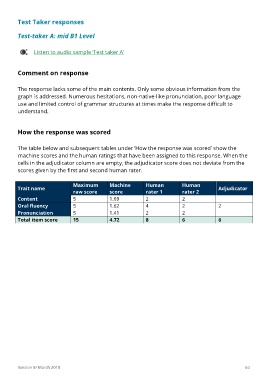 Test Taker responses
Test-taker A: mid B1 Level
Listen to audio sample 'Test taker A'
Comment on response
The response lacks some of the main contents. Only some obvious information from the
graph is addressed. Numerous hesitations, non-native-like pronunciation, poor language
use and limited control of grammar structures at times make the response difficult to
understand.
How the response was scored
The table below and subsequent tables under 'How the response was scored' show the
machine scores and the human ratings that have been assigned to this response. When the
cells in the adjudicator column are empty, the adjudicator score does not deviate from the
scores given by the first and second human rater.
Trait name Maximum raw score Machine score Human rater 1 Human rater 2 Adjudicator
Content 5 1.69 2 2
Oral fluency 5 1.62 4 2 2
Pronunciation 5 1.41 2 2
Total item score 15 4.72 8 6 6